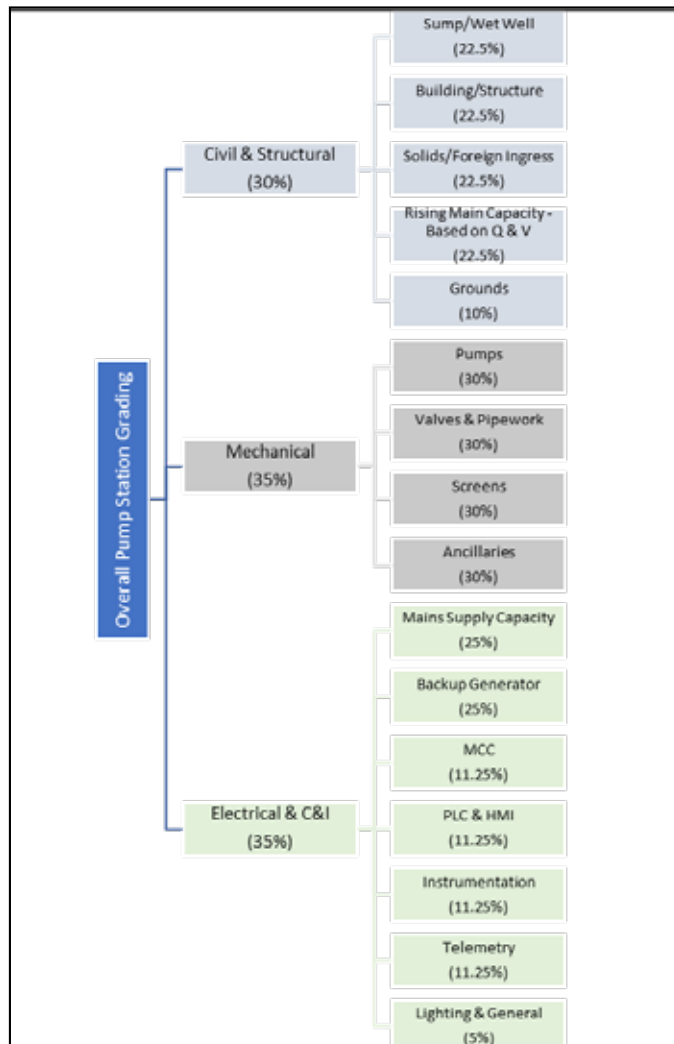 Overall Pump Station Grading
Civil & Structural
(30%)
Sump/Wet Well
(22.5%)
Building/Structure
(22.5%)
Solids/Foreign Ingress
(22.5%)
Rising Main Capacity -
Based on Q & V
(22.5%)
Grounds
(10%)
Mechanical
(35%)
Pumps
(30%)
Valves & Pipework
(30%)
Screens
(30%)
Ancillaries
(30%)
Electrical & C&I
(35%)
Mains Supply Capacity
(25%)
Backup Generator
(25%)
MCC
(11.25%)
PLC & HMI
(11.25%)
Instrumentation
(11.25%)
Telemetry
(11.25%)
Lighting & General
(5%)